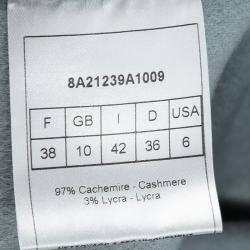 8A21239A1009
F GB I D USA
38 10 42 36 6
97% Cachemire - Cashmere
3% Lycra - Lycra